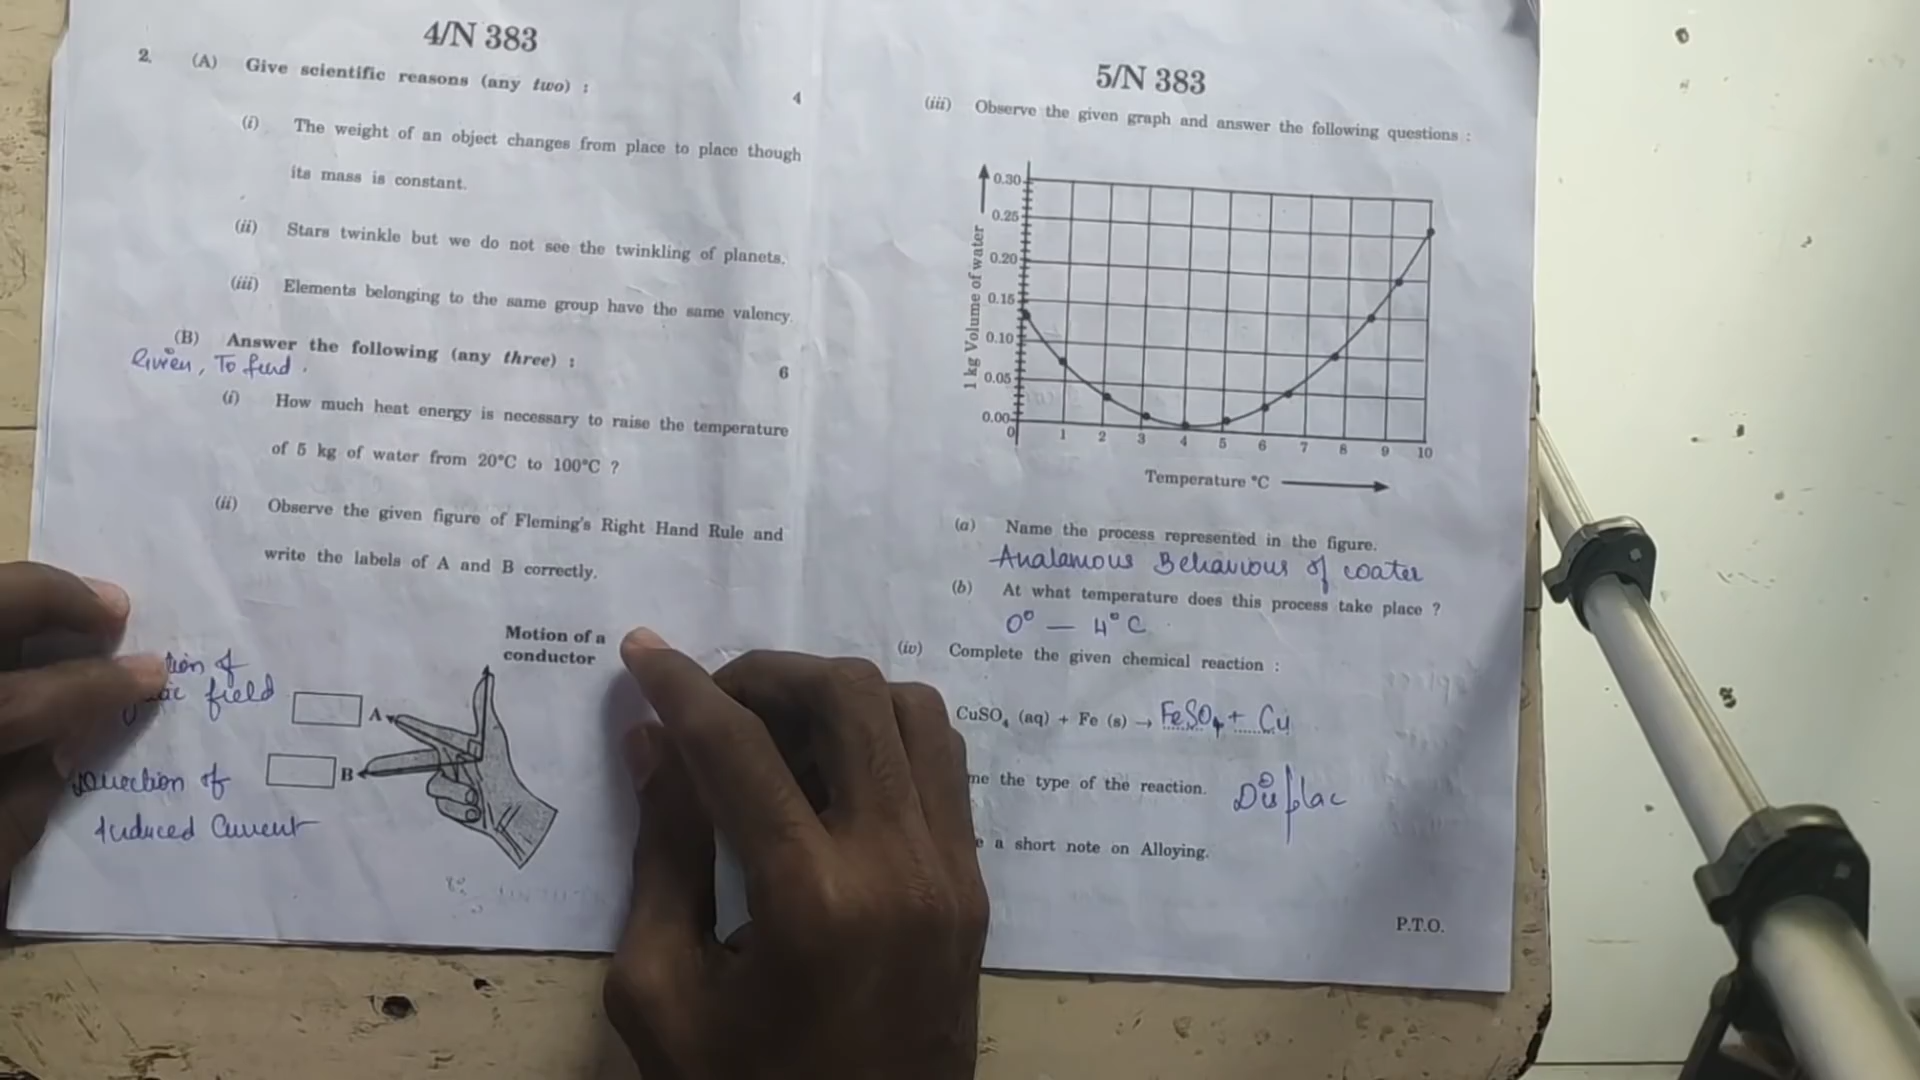 4/N 383
2. (A) Give scientific reasons (any two) : 4
(i) The weight of an object changes from place to place though
its mass is constant.
(ii) Stars twinkle but we do not see the twinkling of planets.
(iii) Elements belonging to the same group have the same valency.
(B) Answer the following (any three) : 6
Given, To find.
(i) How much heat energy is necessary to raise the temperature
of 5 kg of water from 20°C to 100°C ?
(ii) Observe the given figure of Fleming's Right Hand Rule and
write the labels of A and B correctly.
Motion of a
conductor
of
field
A
B
of
Induced Current
5/N 383
(iii) Observe the given graph and answer the following questions :
1 kg Volume of water
0.30
0.25
0.20
0.15
0.10
0.05
0.00
0 1 2 3 4 5 6 7 8 9 10
Temperature °C
(a) Name the process represented in the figure.
Analamous Behaviour of water
(b) At what temperature does this process take place ?
0° — 4°C
(iv) Complete the given chemical reaction :
CuSO₄ (aq) + Fe (s) → FeSO₄ + Cu
the type of the reaction. Displac
a short note on Alloying.
P.T.O.